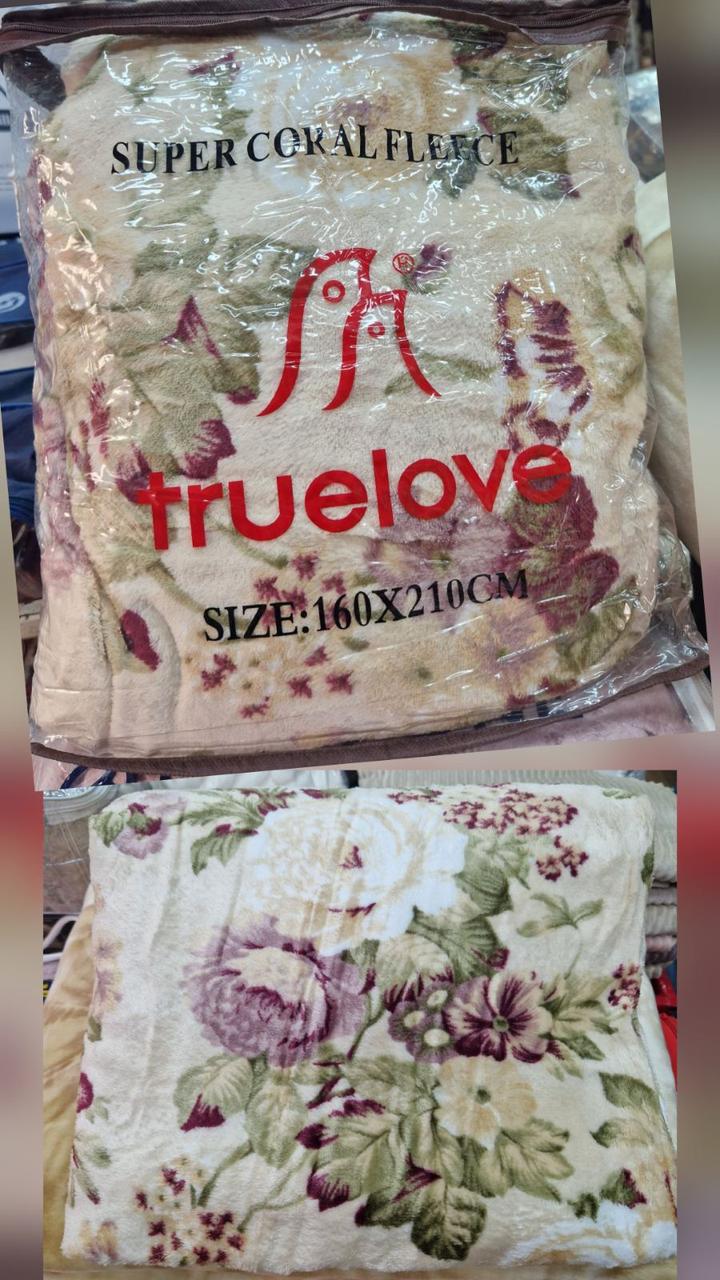 SUPER CORAL FLEECE
®
truelove
SIZE:160X210CM